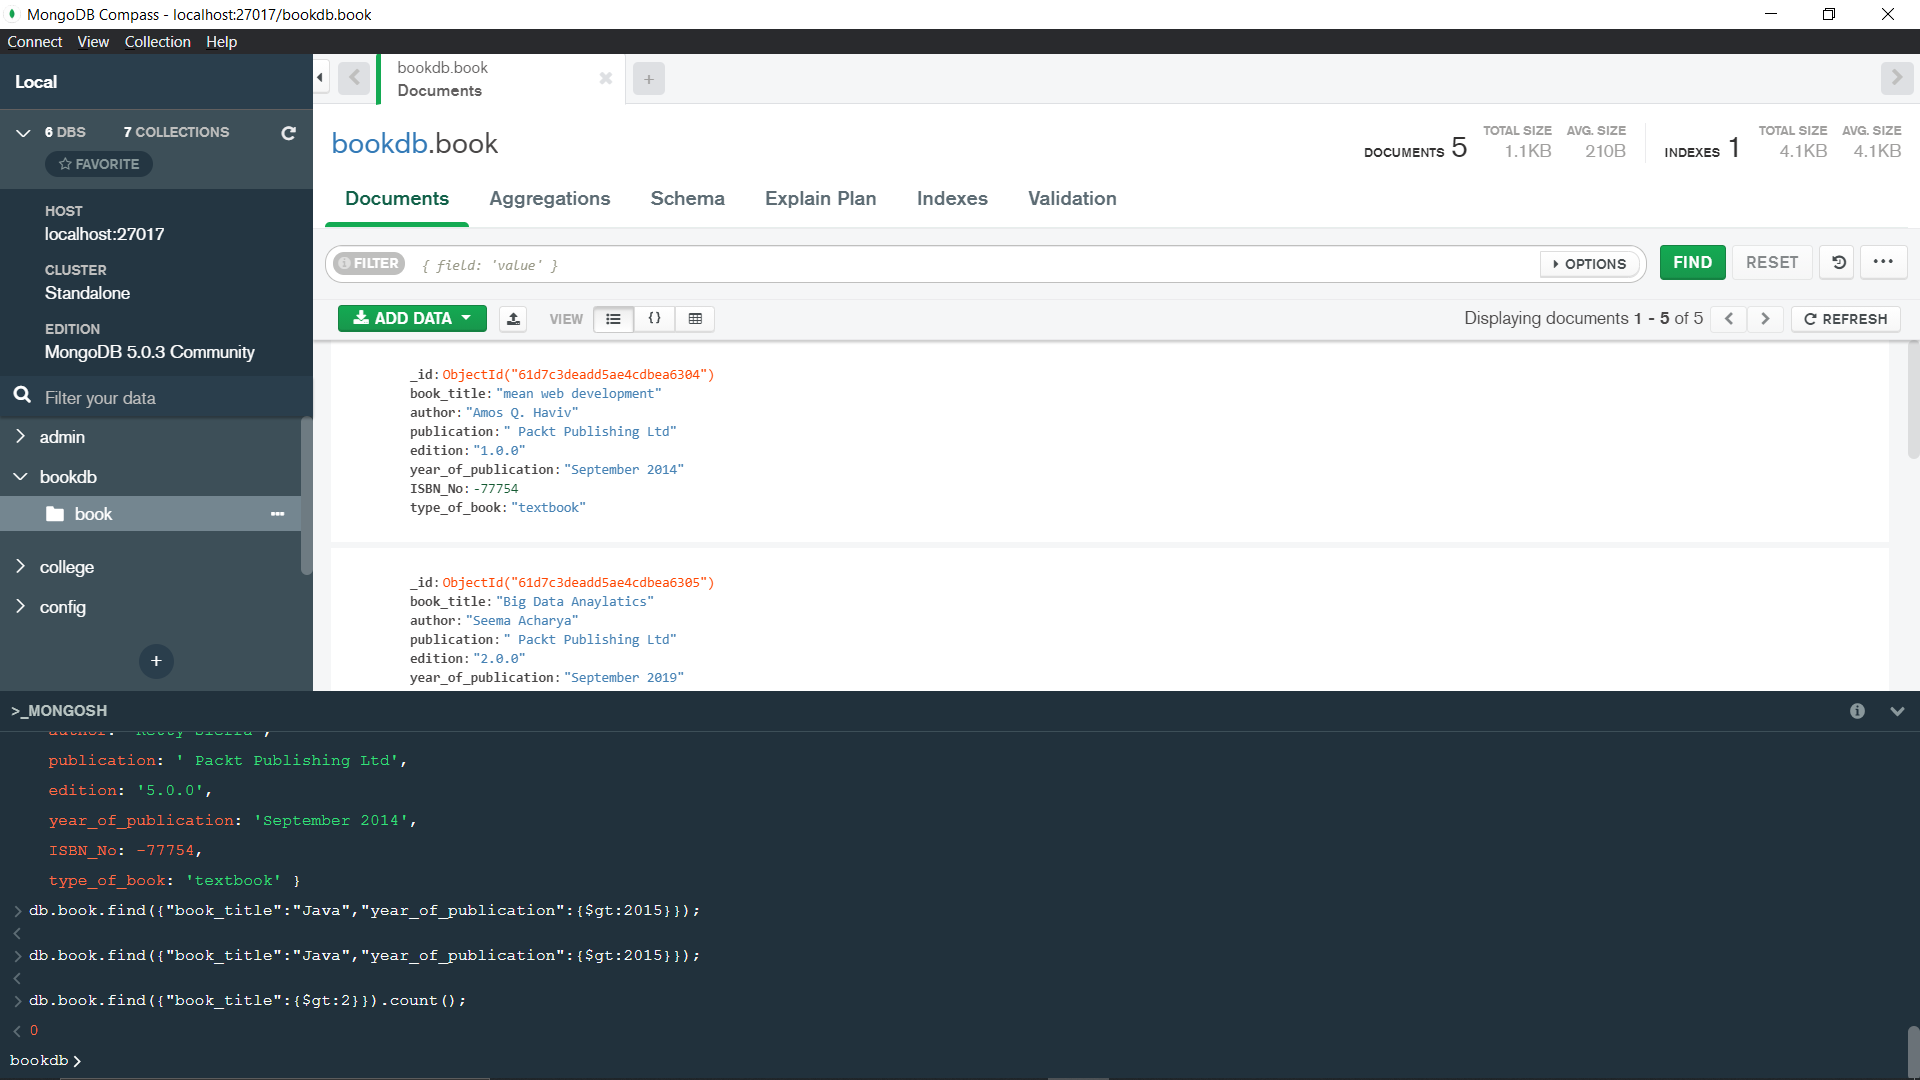 MongoDB Compass - localhost:27017/bookdb.book
Connect View Collection Help
Local
6 DBS 7 COLLECTIONS
FAVORITE
HOST
localhost:27017
CLUSTER
Standalone
EDITION
MongoDB 5.0.3 Community
Filter your data
admin
bookdb
book
college
config
+
bookdb.book
Documents
+
bookdb.book
DOCUMENTS 5 TOTAL SIZE 1.1KB AVG. SIZE 210B INDEXES 1 TOTAL SIZE 4.1KB AVG. SIZE 4.1KB
Documents Aggregations Schema Explain Plan Indexes Validation
FILTER { field: 'value' } OPTIONS FIND RESET ...
ADD DATA VIEW {} Displaying documents 1 - 5 of 5 < > REFRESH
_id: ObjectId("61d7c3deadd5ae4cdbea6304")
book_title: "mean web development"
author: "Amos Q. Haviv"
publication: " Packt Publishing Ltd"
edition: "1.0.0"
year_of_publication: "September 2014"
ISBN_No: -77754
type_of_book: "textbook"
_id: ObjectId("61d7c3deadd5ae4cdbea6305")
book_title: "Big Data Anaylatics"
author: "Seema Acharya"
publication: " Packt Publishing Ltd"
edition: "2.0.0"
year_of_publication: "September 2019"
>_MONGOSH
publication: ' Packt Publishing Ltd',
edition: '5.0.0',
year_of_publication: 'September 2014',
ISBN_No: -77754,
type_of_book: 'textbook' }
> db.book.find({"book_title":"Java","year_of_publication":{$gt:2015}});
<
> db.book.find({"book_title":"Java","year_of_publication":{$gt:2015}});
<
> db.book.find({"book_title":{$gt:2}}).count();
< 0
bookdb >